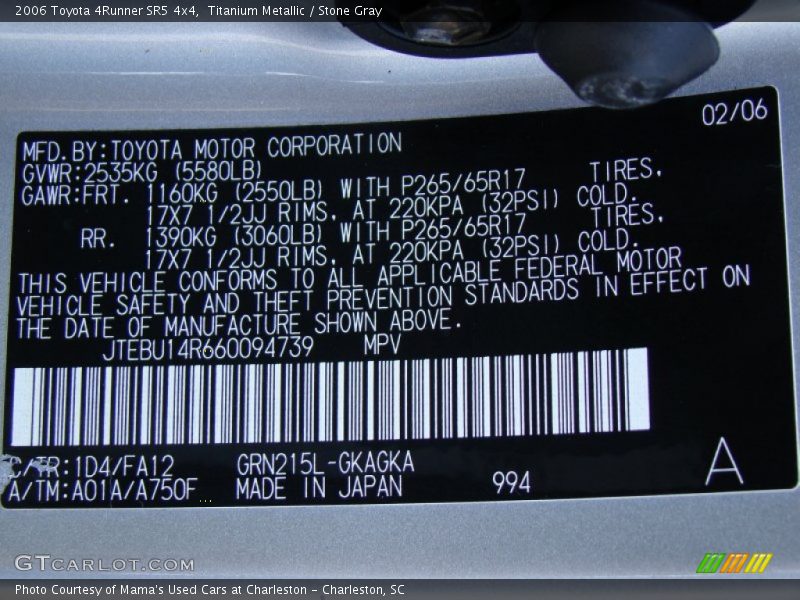 2006 Toyota 4Runner SR5 4x4, Titanium Metallic / Stone Gray
02/06
MFD.BY:TOYOTA MOTOR CORPORATION
GVWR:2535KG (5580LB)
GAWR:FRT. 1160KG (2550LB) WITH P265/65R17 TIRES,
17X7 1/2JJ RIMS, AT 220KPA (32PSI) COLD.
RR. 1390KG (3060LB) WITH P265/65R17 TIRES,
17X7 1/2JJ RIMS, AT 220KPA (32PSI) COLD.
THIS VEHICLE CONFORMS TO ALL APPLICABLE FEDERAL MOTOR
VEHICLE SAFETY AND THEFT PREVENTION STANDARDS IN EFFECT ON
THE DATE OF MANUFACTURE SHOWN ABOVE.
JTEBU14R660094739 MPV
C/TR:1D4/FA12 GRN215L-GKAGKA
A/TM:A01A/A750F MADE IN JAPAN 994 A
GTCARLOT.COM
Photo Courtesy of Mama's Used Cars at Charleston - Charleston, SC